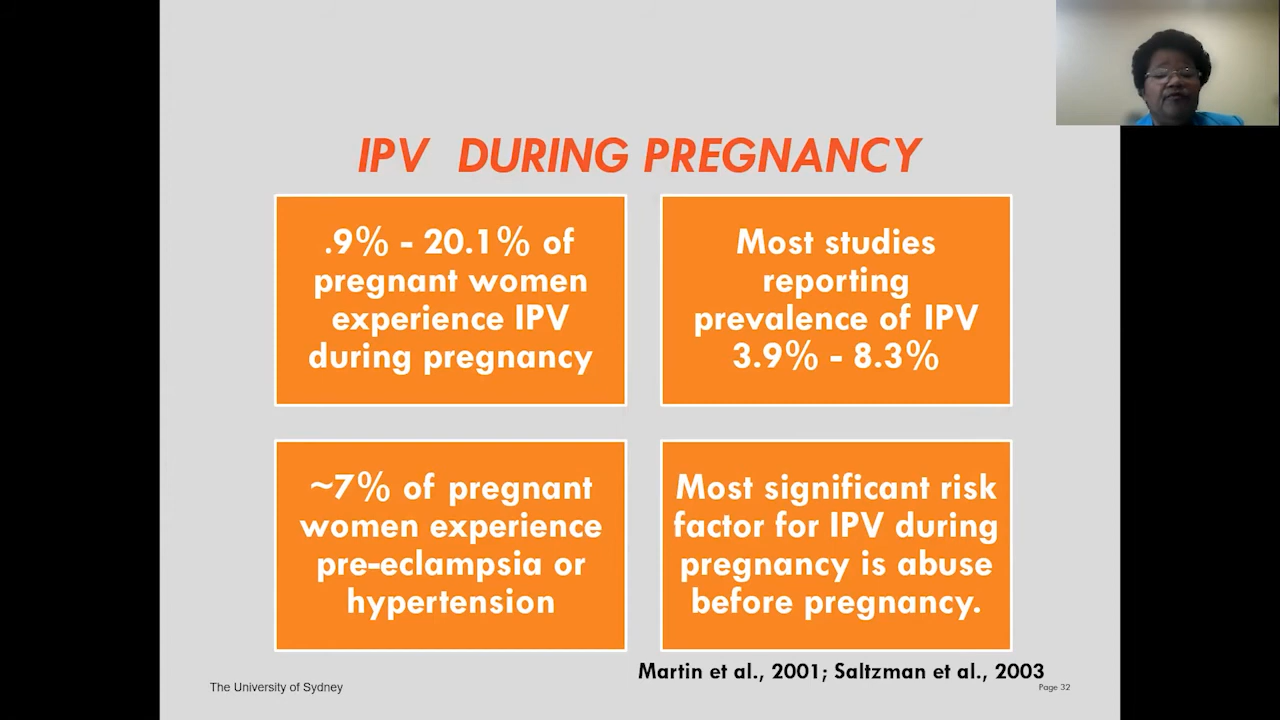 IPV DURING PREGNANCY
.9% - 20.1% of
pregnant women
experience IPV
during pregnancy
Most studies
reporting
prevalence of IPV
3.9% - 8.3%
~7% of pregnant
women experience
pre-eclampsia or
hypertension
Most significant risk
factor for IPV during
pregnancy is abuse
before pregnancy.
Martin et al., 2001; Saltzman et al., 2003
The University of Sydney
Page 32